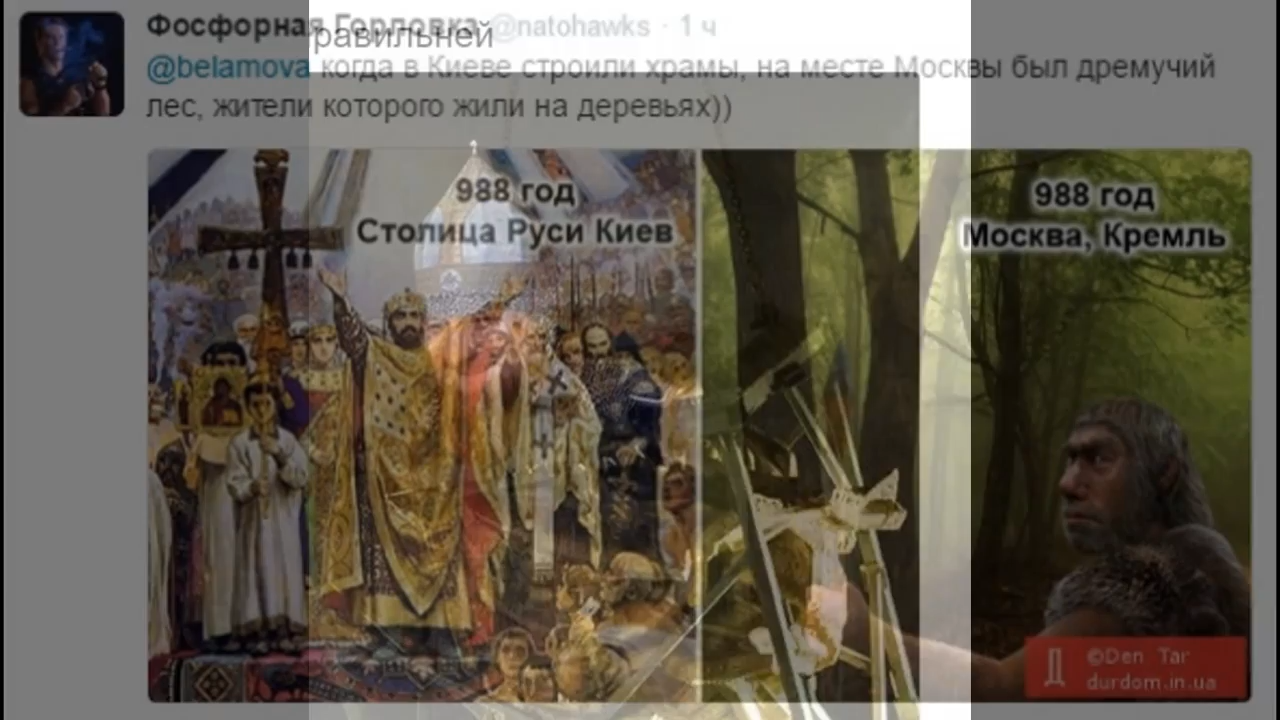 Фосфорная Горловка @natohawks · 1 ч
равильней
@belamova когда в Киеве строили храмы, на месте Москвы был дремучий
лес, жители которого жили на деревьях))
988 год
Столица Руси Киев
988 год
Москва, Кремль
©Den Tar
durdom.in.ua